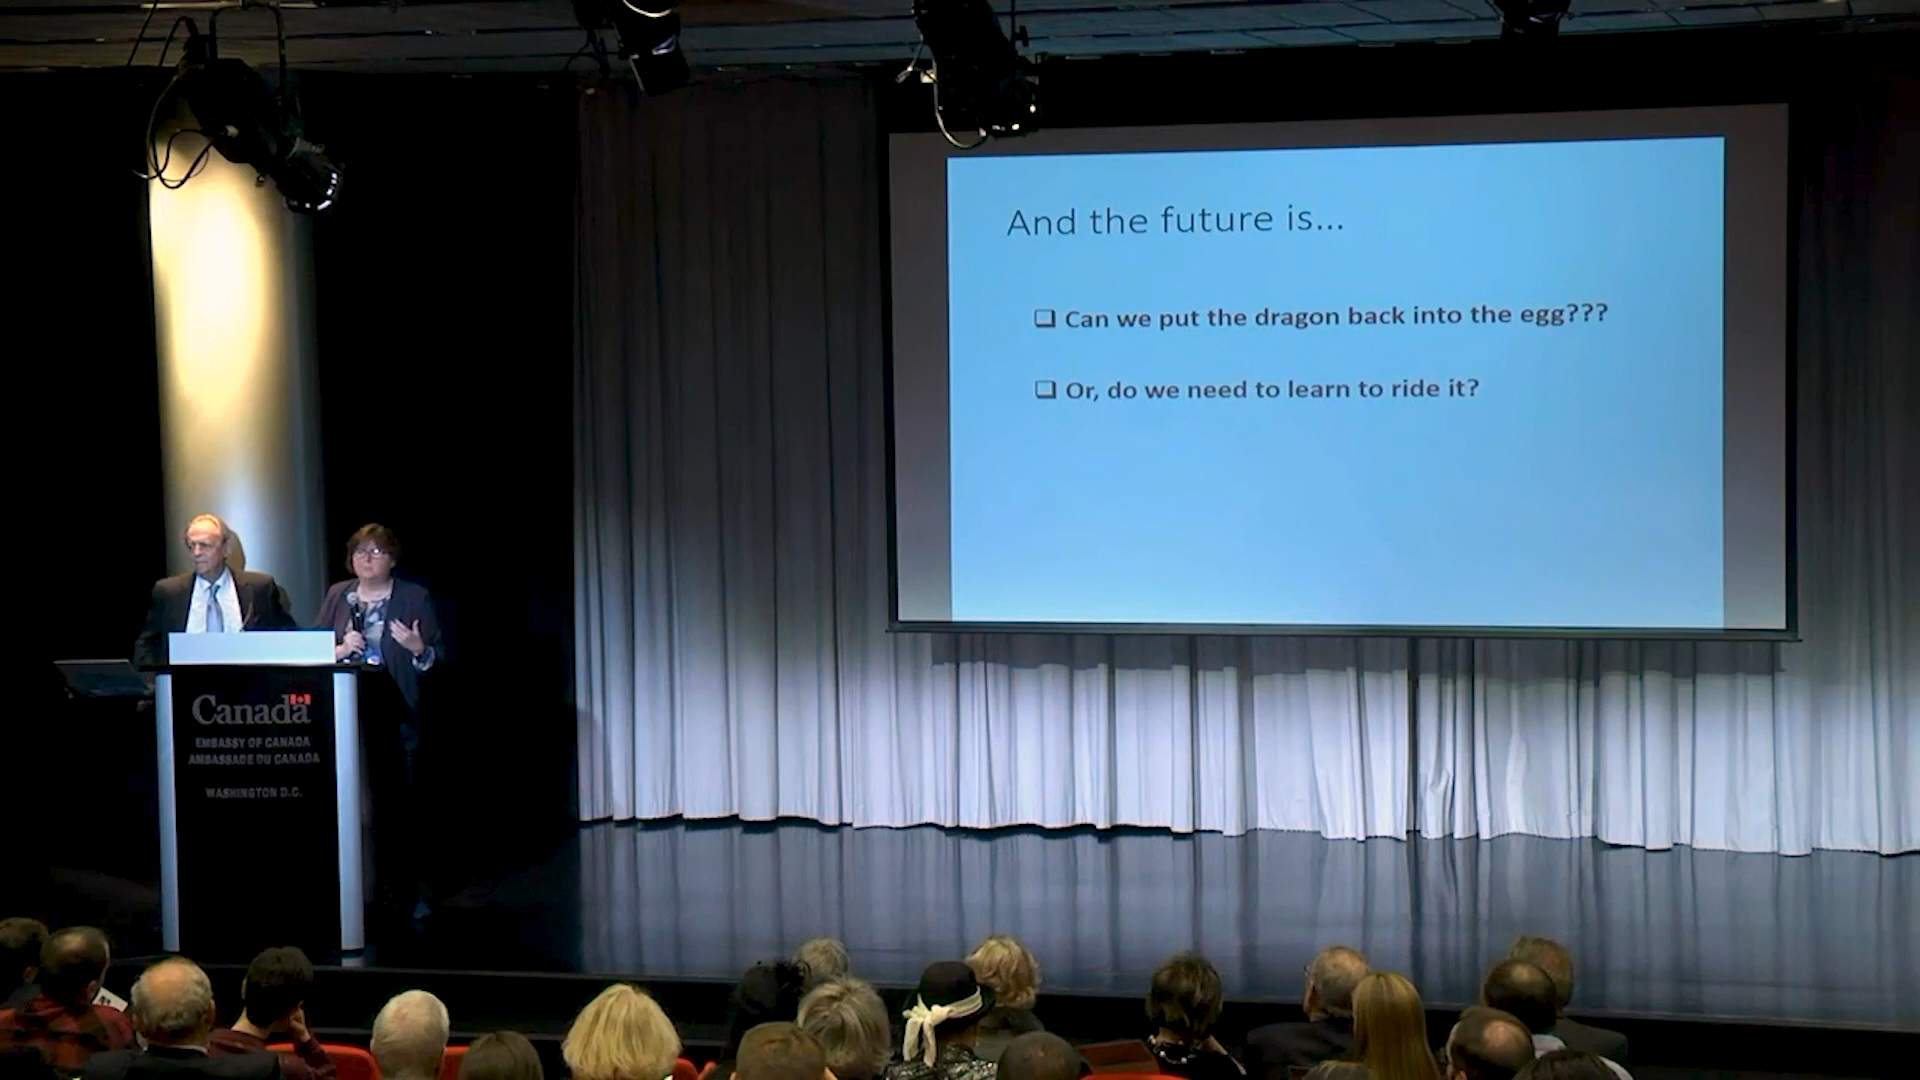 And the future is...
❑ Can we put the dragon back into the egg???
❑ Or, do we need to learn to ride it?
Canada
EMBASSY OF CANADA
AMBASSADE DU CANADA
WASHINGTON D.C.